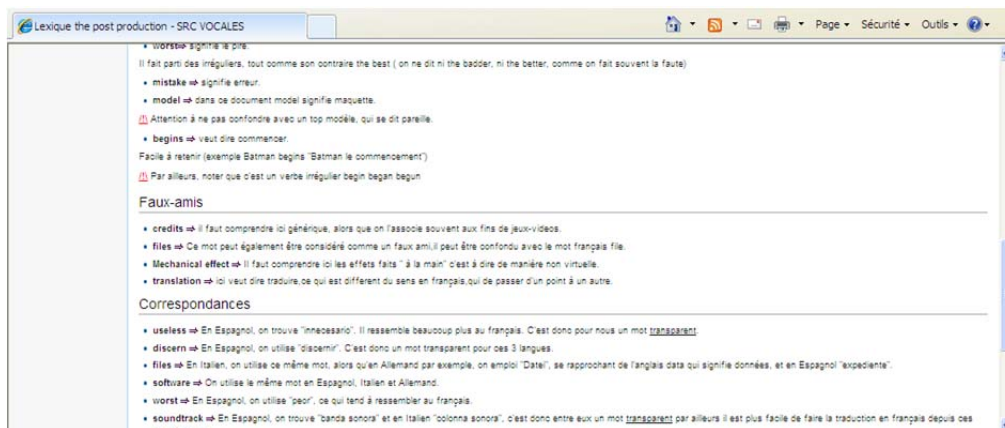 Lexique the post production - SRC VOCALES
Page Sécurité Outils
worst⇒ signifie le pire.
Il fait parti des irréguliers, tout comme son contraire the best ( on ne dit ni the badder, ni the better, comme on fait souvent la faute)
mistake ⇒ signifie erreur.
model ⇒ dans ce document model signifie maquette.
Attention à ne pas confondre avec un top modèle, qui se dit pareille.
begins ⇒ veut dire commencer.
Facile à retenir (exemple Batman begins "Batman le commencement")
Par ailleurs, noter que c'est un verbe irrégulier begin began begun
Faux-amis
credits ⇒ il faut comprendre ici générique, alors que on l'associe souvent aux fins de jeux-videos.
files ⇒ Ce mot peut également être considéré comme un faux ami,il peut être confondu avec le mot français file.
Mechanical effect ⇒ Il faut comprendre ici les effets faits " à la main" c'est à dire de manière non virtuelle.
translation ⇒ ici veut dire traduire,ce qui est different du sens en français,qui de passer d'un point à un autre.
Correspondances
useless ⇒ En Espagnol, on trouve "innecesario". Il ressemble beaucoup plus au français. C'est donc pour nous un mot transparent.
discern ⇒ En Espagnol, on utilise "discernir". C'est donc un mot transparent pour ces 3 langues.
files ⇒ En Italien, on utilise ce même mot, alors qu'en Allemand par exemple, on emploi "Datei", se rapprochant de l'anglais data qui signifie données, et en Espagnol "expediente".
software ⇒ On utilise le même mot en Espagnol, Italien et Allemand.
worst ⇒ En Espagnol, on utilise "peor", ce qui tend à ressembler au français.
soundtrack ⇒ En Espagnol, on trouve "banda sonora" et en Italien "colonna sonora", c'est donc entre eux un mot transparent par ailleurs il est plus facile de faire la traduction en français depuis ces